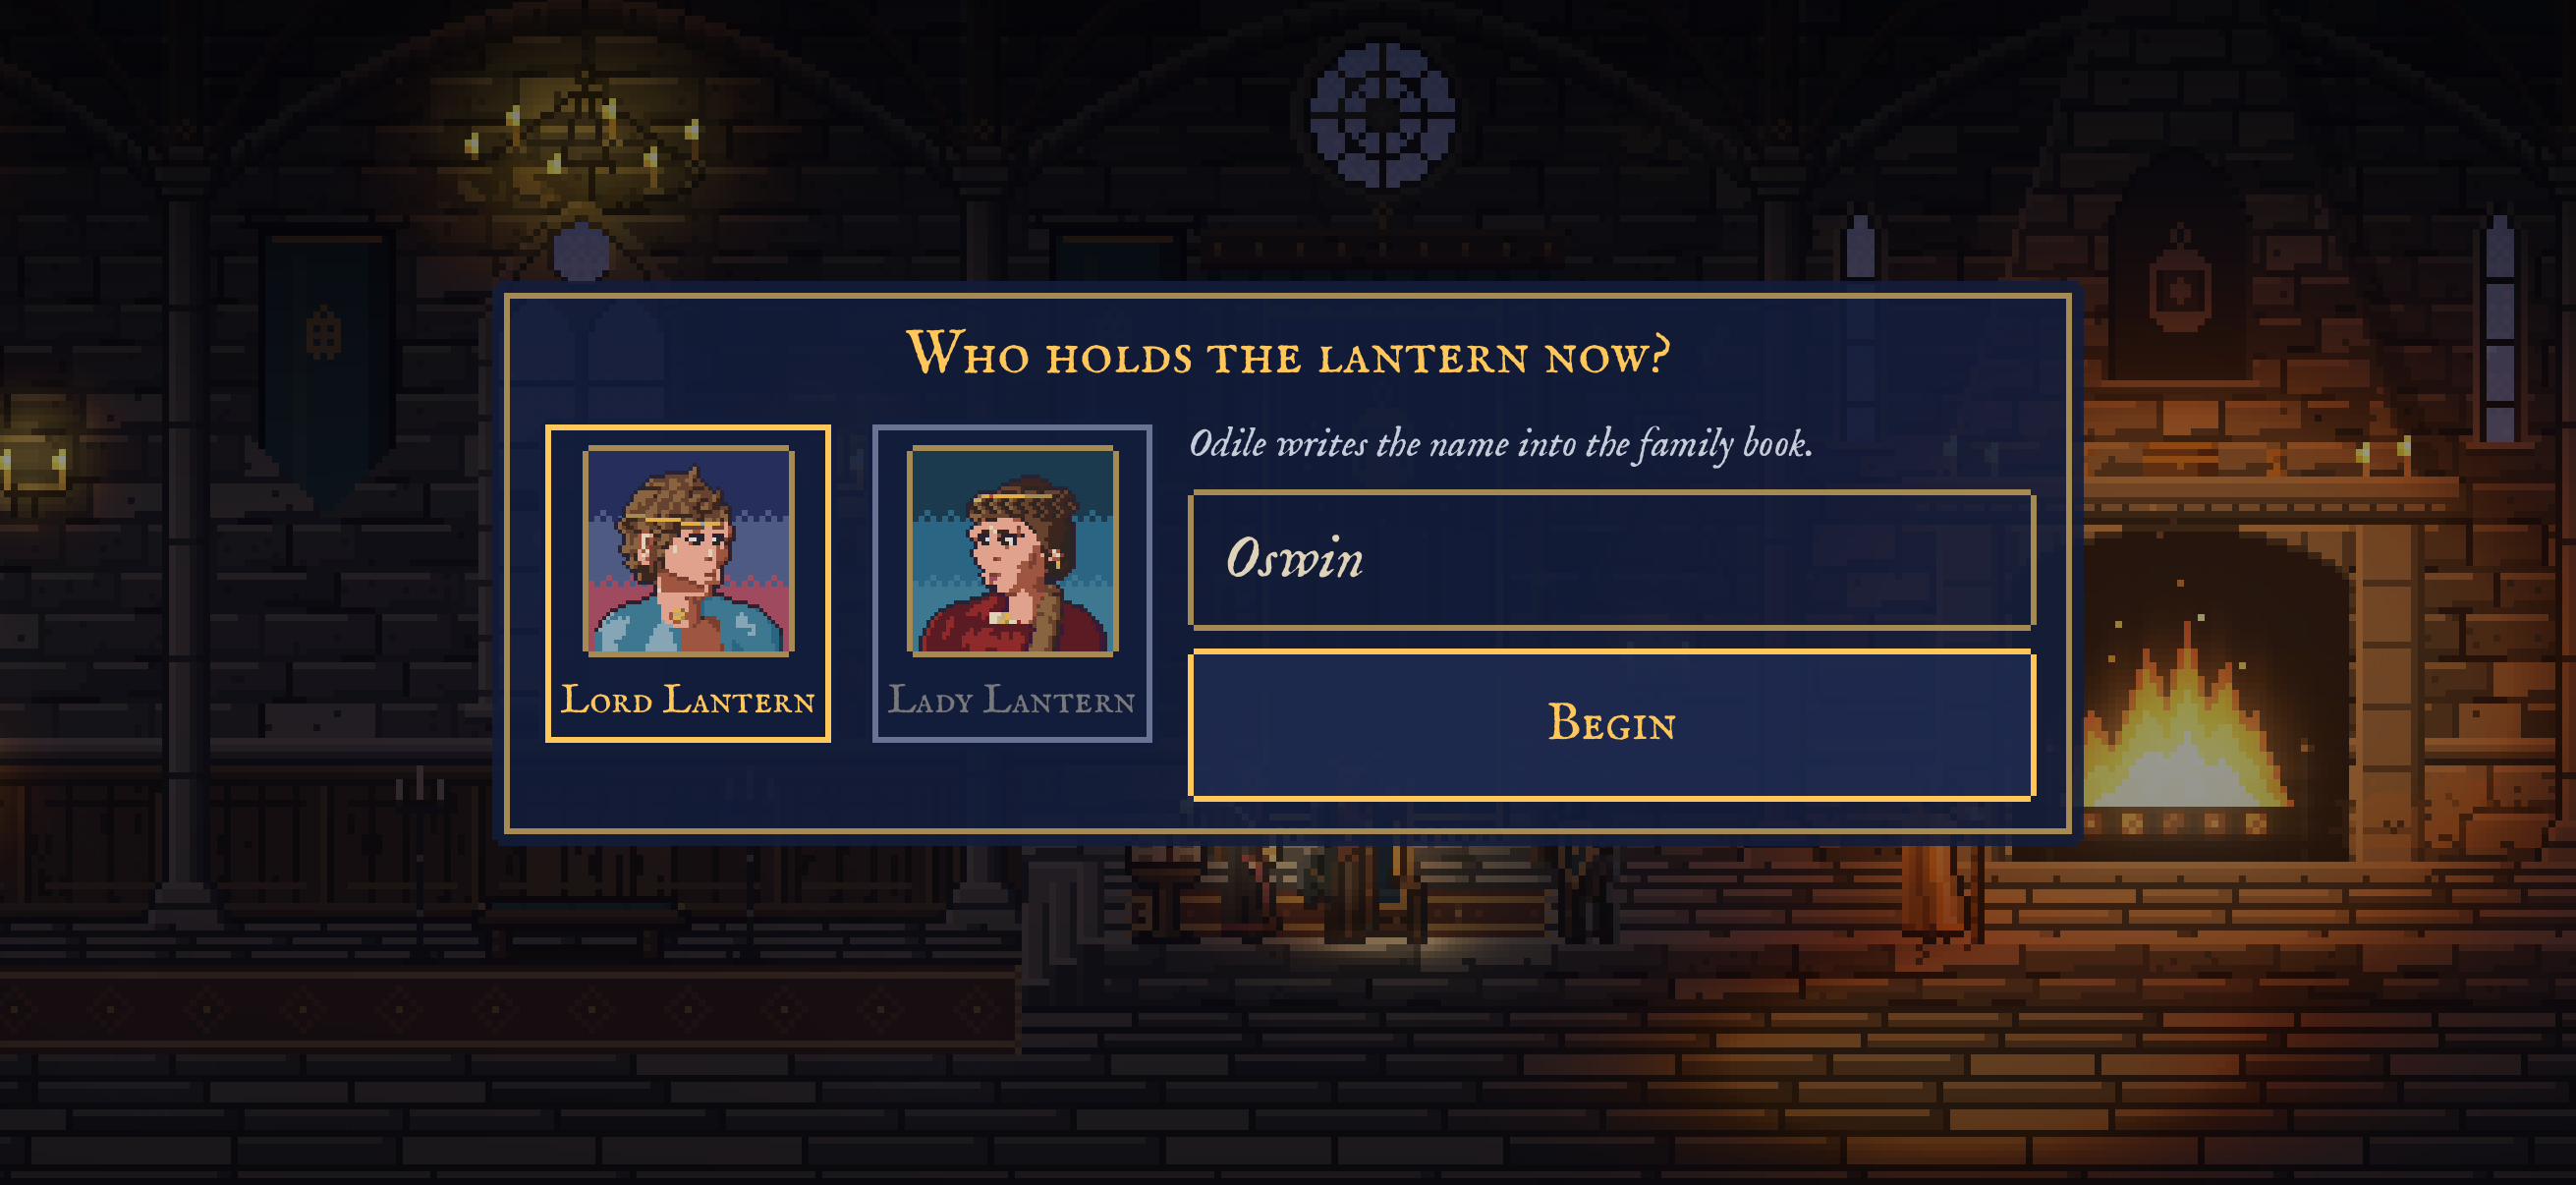 Who holds the lantern now?
Odile writes the name into the family book.
Oswin
Lord Lantern
Lady Lantern
Begin